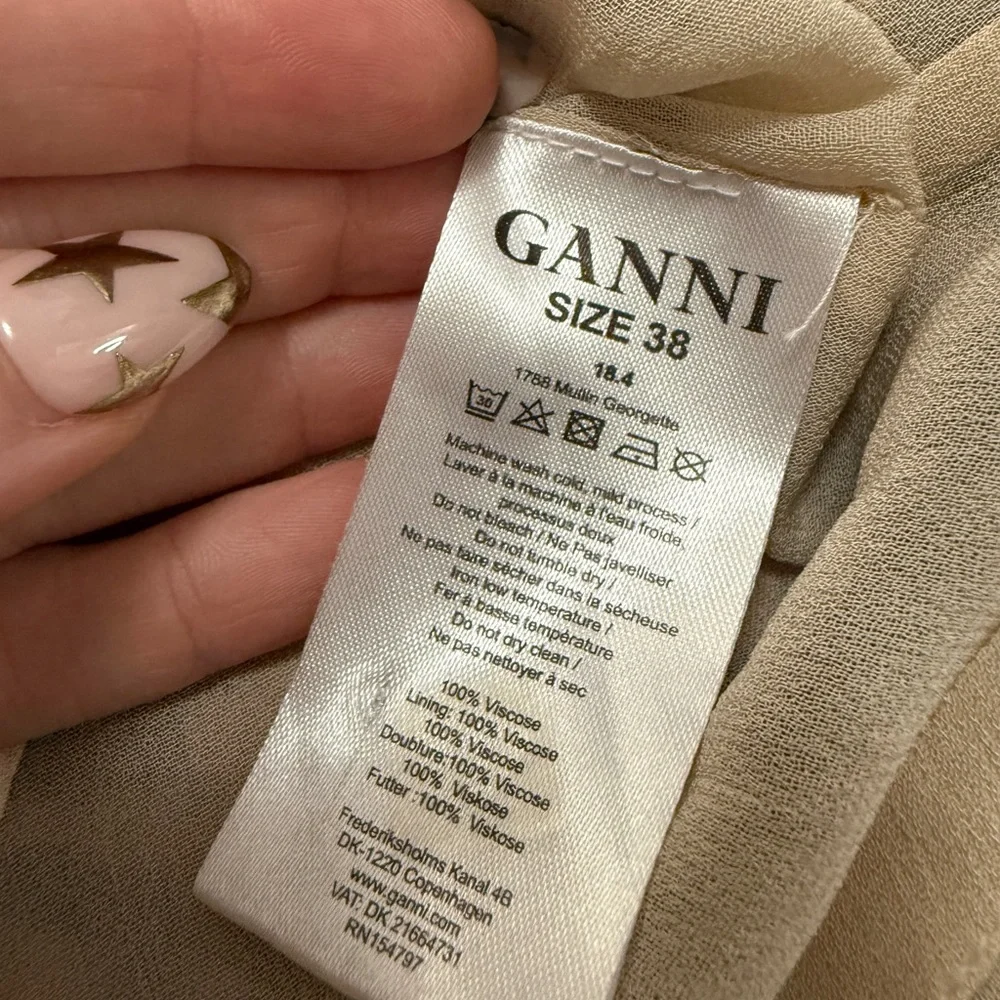 GANNI
SIZE 38
18.4
1788 Mullin Georgette
30
Machine wash cold, mild process /
Laver à la machine à l'eau froide,
processus doux
Do not bleach / Ne Pas javelliser
Do not tumble dry /
Ne pas faire sécher dans la sécheuse
Iron low temperature /
Fer à basse température
Do not dry clean /
Ne pas nettoyer à sec
100% Viscose
Lining: 100% Viscose
100% Viscose
Doublure:100% Viscose
100% Viskose
Futter :100% Viskose
Frederiksholms Kanal 4B
DK-1220 Copenhagen
www.ganni.com
VAT: DK 21664731
RN154797